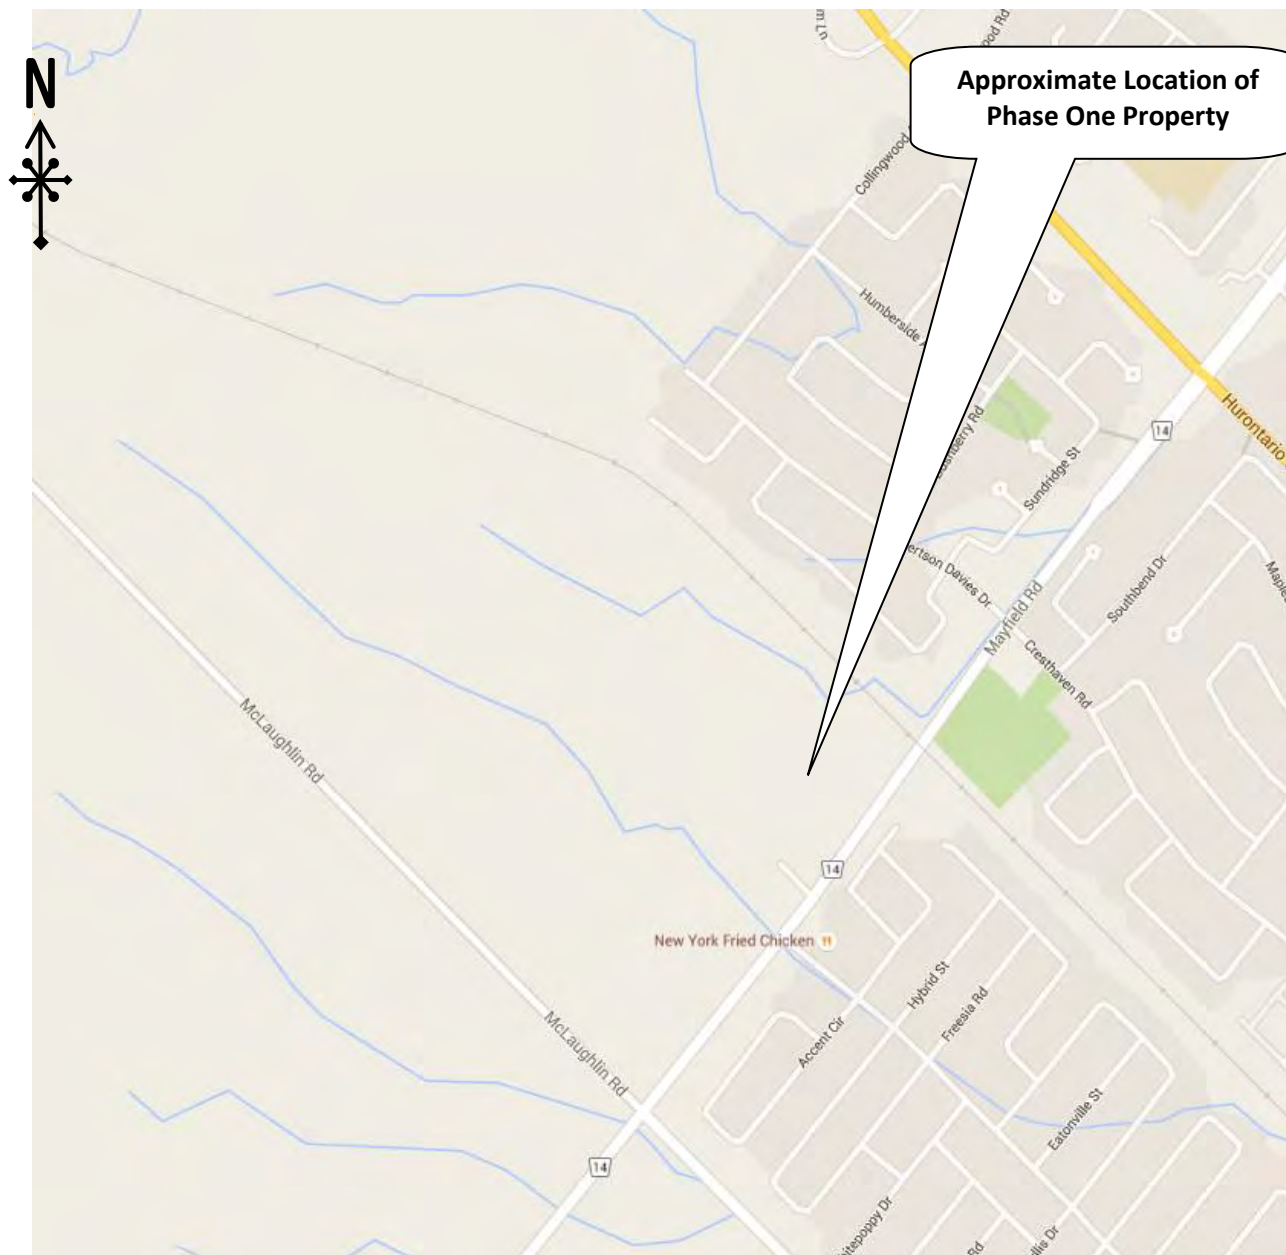 N
Approximate Location of
Phase One Property
Collingwood
Humberside
Sundridge St
14
Hurontario
Mayfield Rd
Southbend Dr
Cresthaven Rd
McLaughlin Rd
14
New York Fried Chicken
Hybrid St
Freesia Rd
Accent Cir
McLaughlin Rd
Eatonville St
14